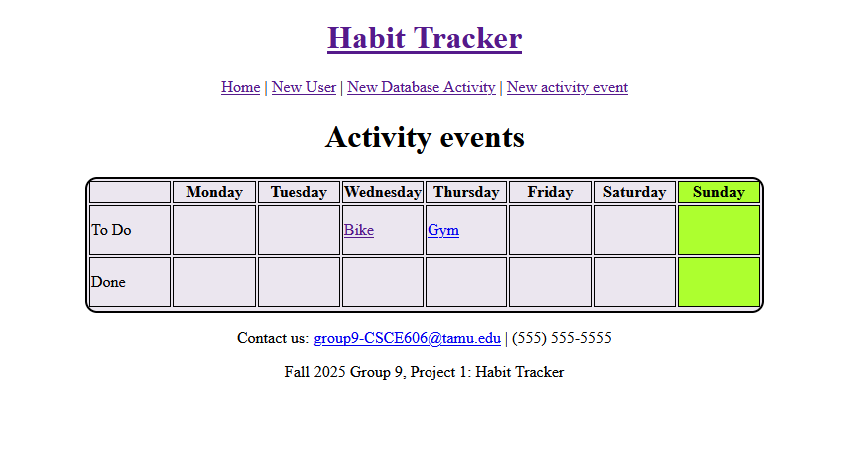 Habit Tracker
Home | New User | New Database Activity | New activity event
Activity events
Monday Tuesday Wednesday Thursday Friday Saturday Sunday
To Do Bike Gym
Done
Contact us: group9-CSCE606@tamu.edu | (555) 555-5555
Fall 2025 Group 9, Project 1: Habit Tracker